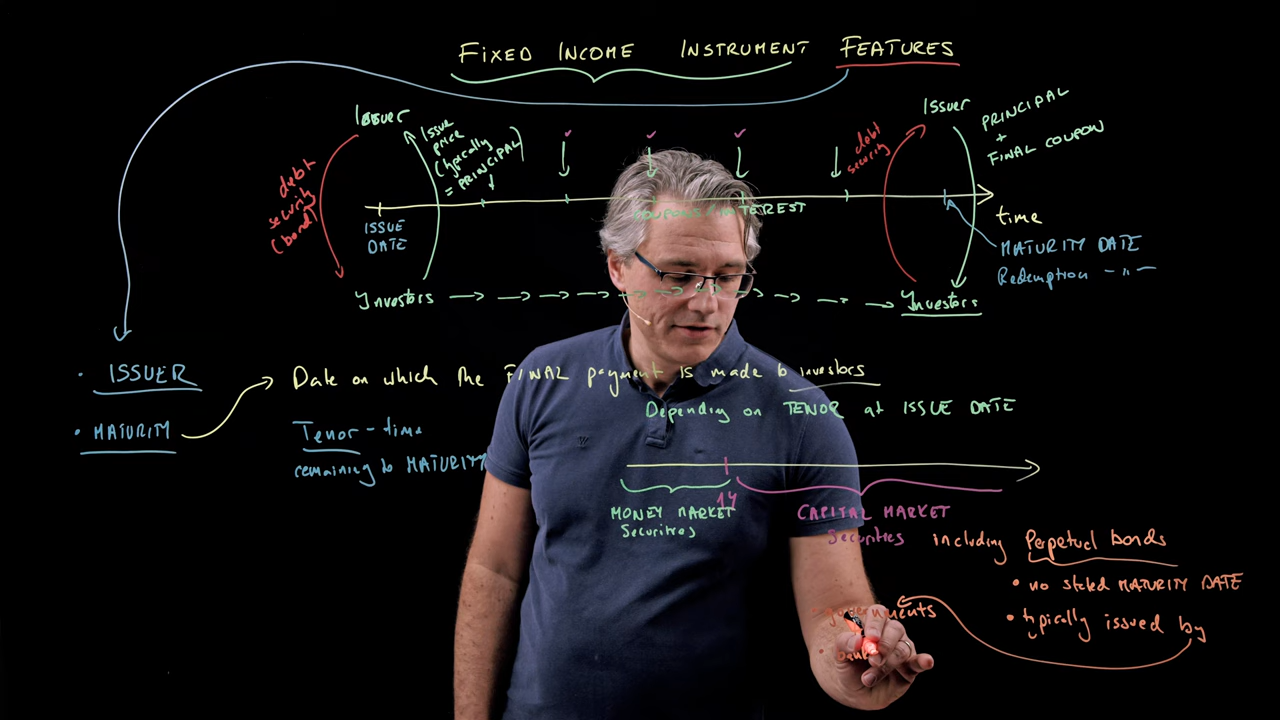 FIXED INCOME INSTRUMENT FEATURES
Issuer
Issue
price
(typically
= PRINCIPAL)
debt
security
(bond)
ISSUE
DATE
Investors
INTEREST
debt
security
Issuer
PRINCIPAL
+
FINAL COUPON
time
MATURITY DATE
Redemption -"-
Investors
• ISSUER
• MATURITY
Date on which the FINAL payment is made to investors
Tenor - time
remaining to MATURITY
Depending on TENOR at ISSUE DATE
1Y
MONEY MARKET
Securities
CAPITAL MARKET
Securities including Perpetual bonds
• no stated MATURITY DATE
• typically issued by
- governments